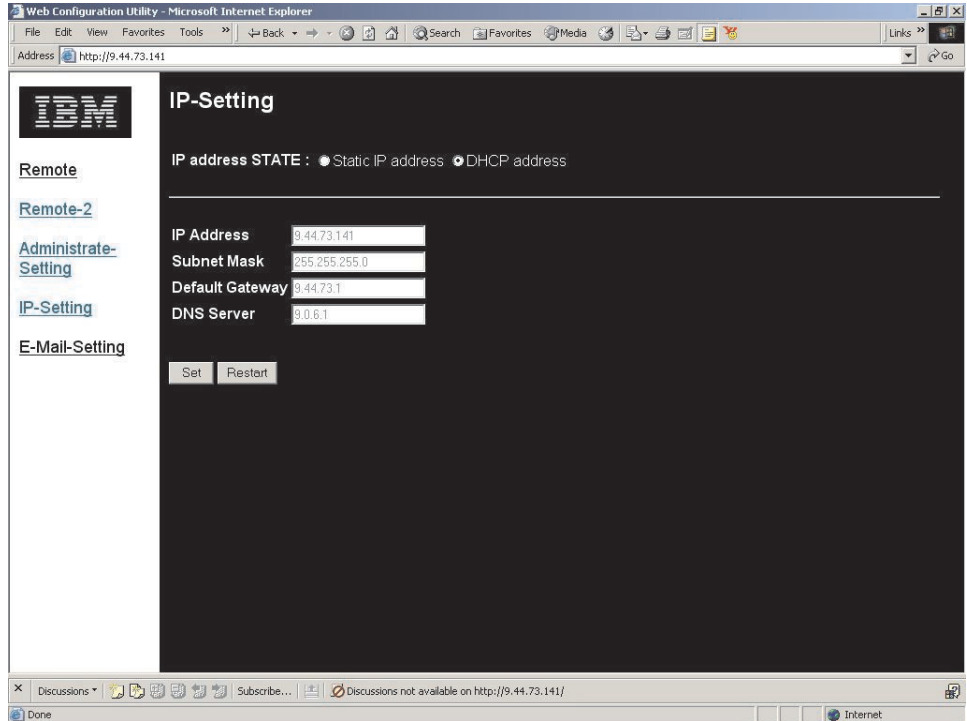 Web Configuration Utility - Microsoft Internet Explorer
File Edit View Favorites Tools » Back Search Favorites Media Links »
Address http://9.44.73.141 Go
IBM
IP-Setting
IP address STATE : Static IP address DHCP address
Remote
Remote-2
Administrate-
Setting
IP-Setting
E-Mail-Setting
IP Address 9.44.73.141
Subnet Mask 255.255.255.0
Default Gateway 9.44.73.1
DNS Server 9.0.6.1
Set Restart
Discussions Subscribe... Discussions not available on http://9.44.73.141/
Done Internet